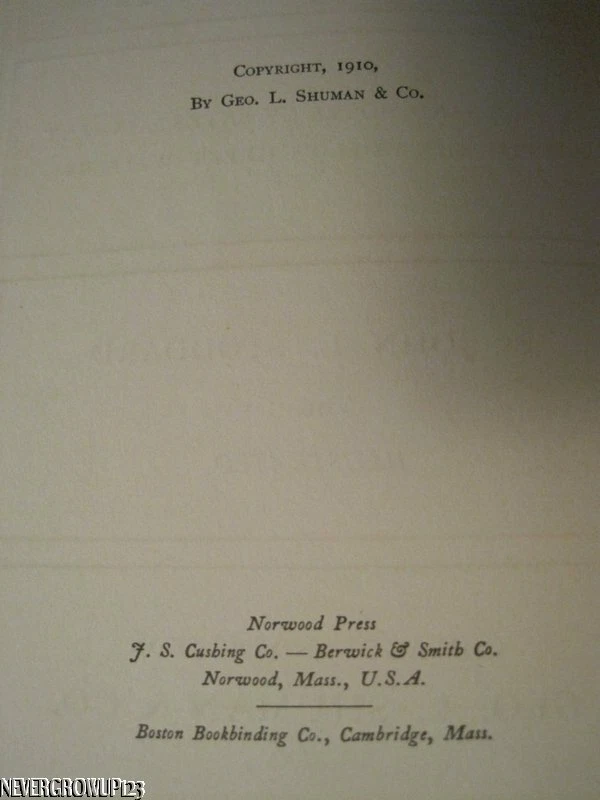 COPYRIGHT, 1910,
BY GEO. L. SHUMAN & CO.
Norwood Press
J. S. Cushing Co. — Berwick & Smith Co.
Norwood, Mass., U.S.A.
Boston Bookbinding Co., Cambridge, Mass.
NEVERGROWUP123